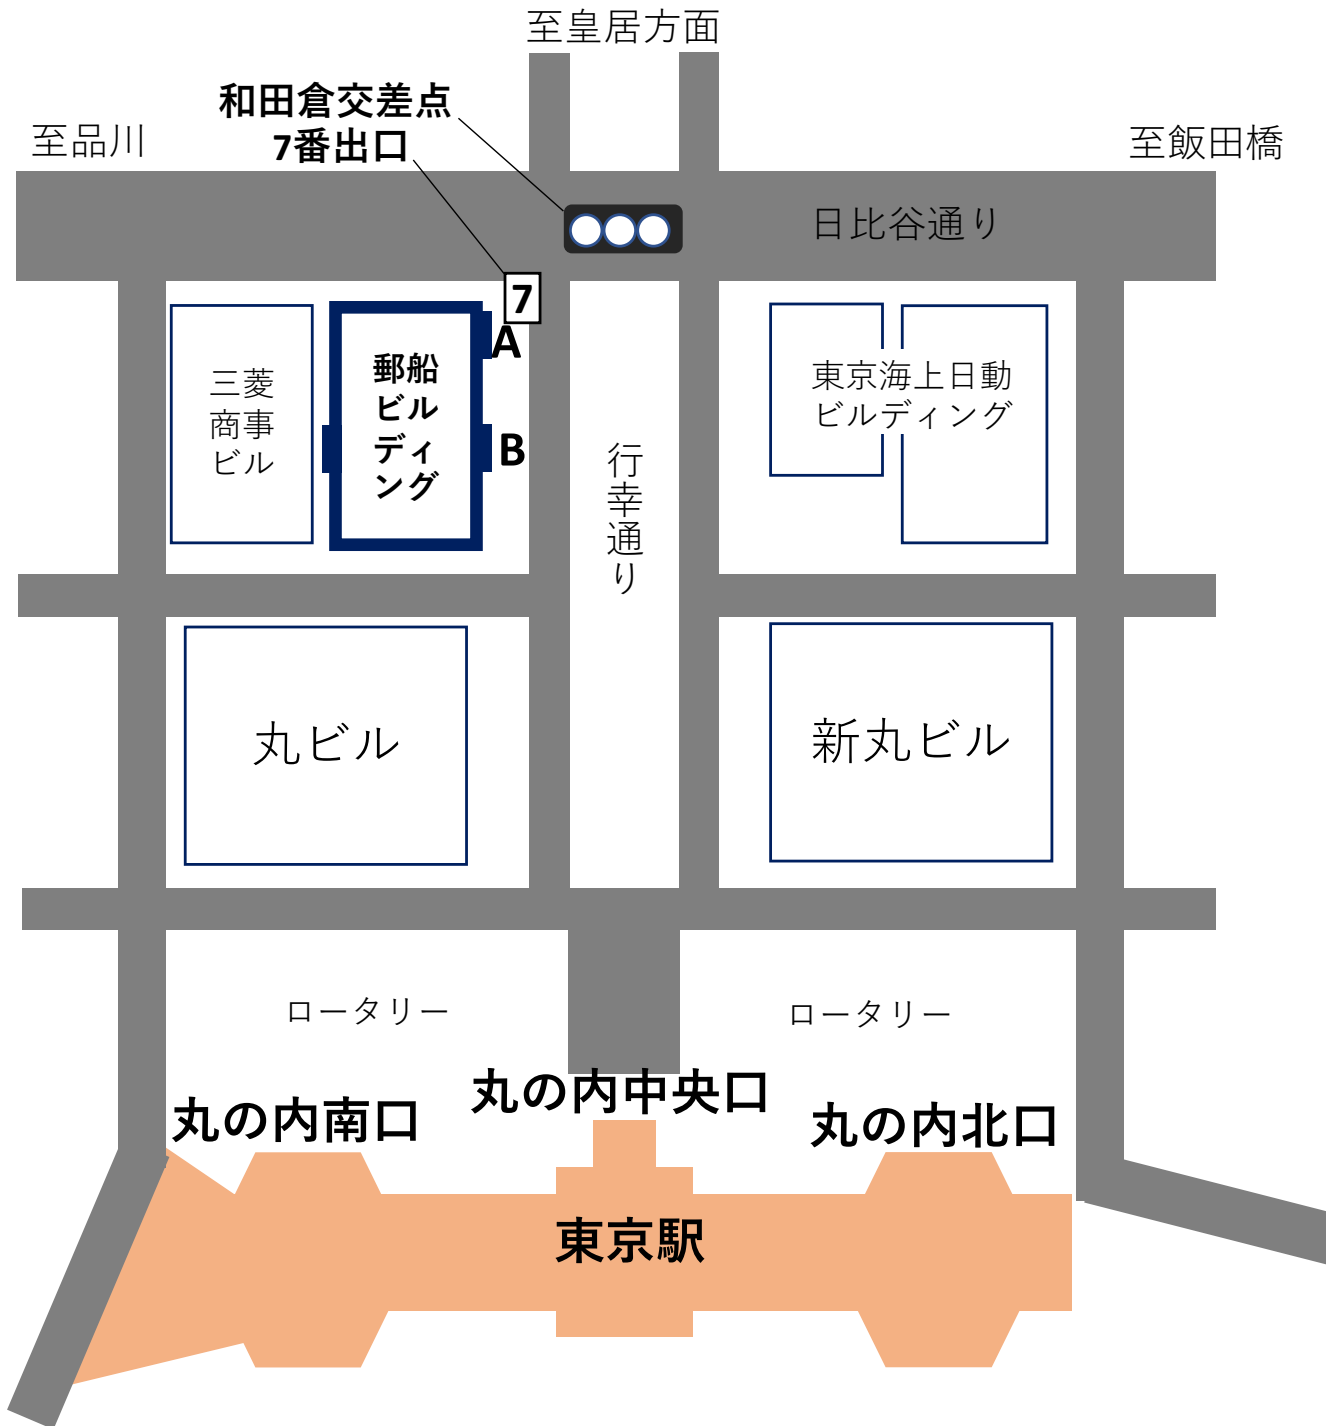 至皇居方面
和田倉交差点
7番出口
至品川
至飯田橋
日比谷通り
7
A
B
三菱
商事
ビル
郵船
ビル
ディ
ング
東京海上日動
ビルディング
行幸通り
丸ビル
新丸ビル
ロータリー
ロータリー
丸の内南口
丸の内中央口
丸の内北口
東京駅